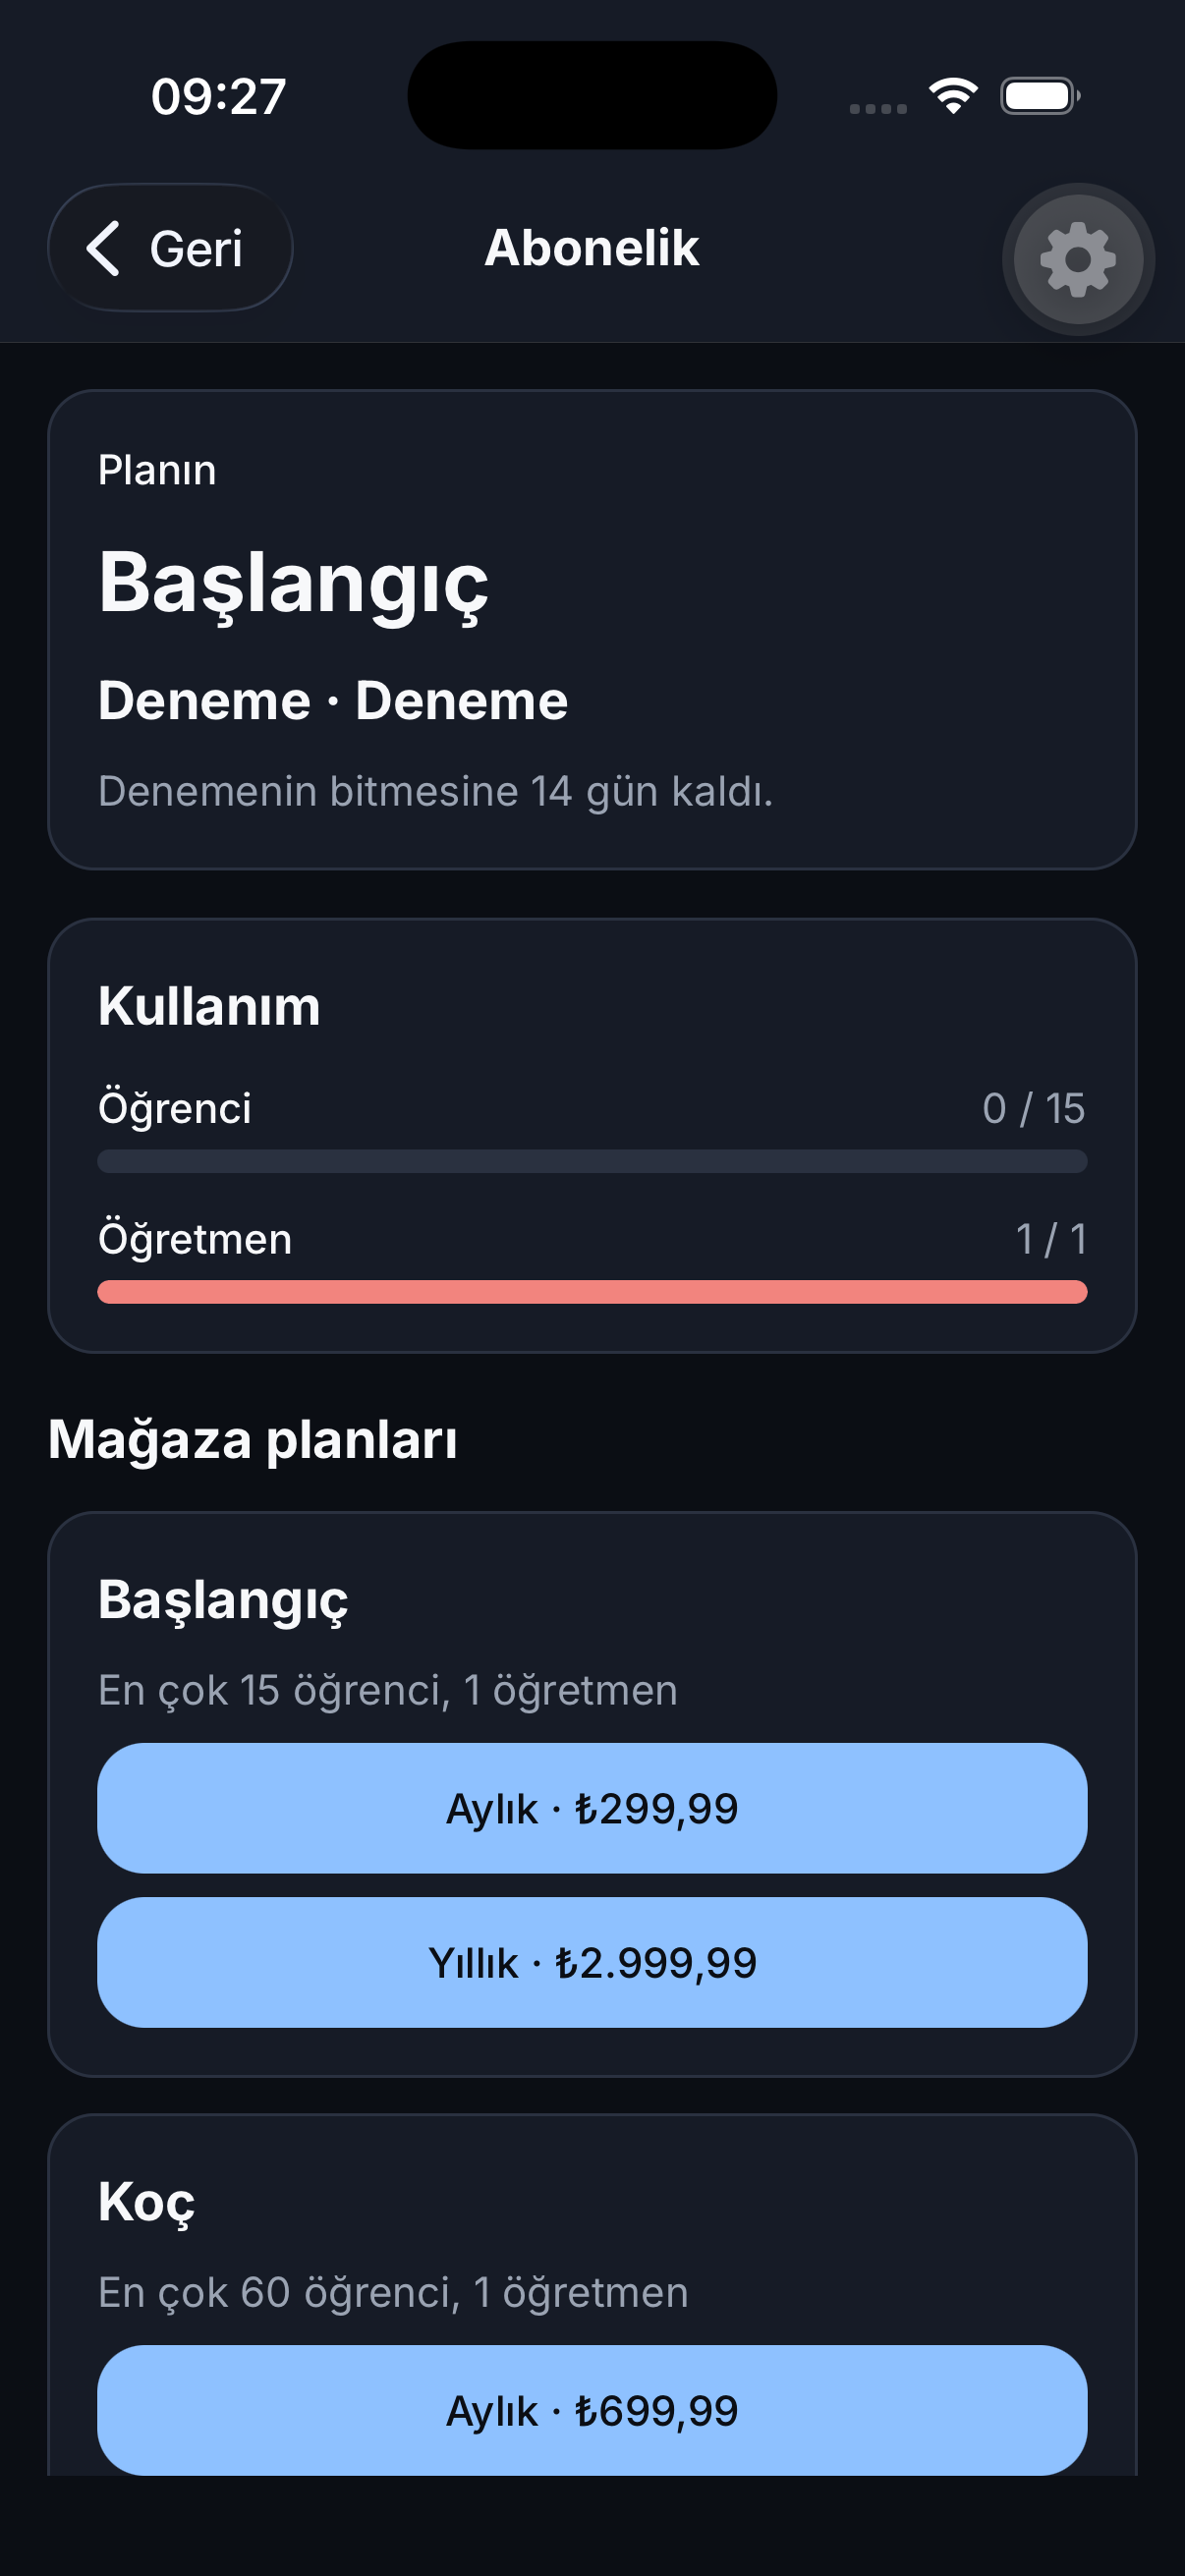 09:27
Geri
Abonelik
Planın
Başlangıç
Deneme · Deneme
Denemenin bitmesine 14 gün kaldı.
Kullanım
Öğrenci 0 / 15
Öğretmen 1 / 1
Mağaza planları
Başlangıç
En çok 15 öğrenci, 1 öğretmen
Aylık · ₺299,99
Yıllık · ₺2.999,99
Koç
En çok 60 öğrenci, 1 öğretmen
Aylık · ₺699,99